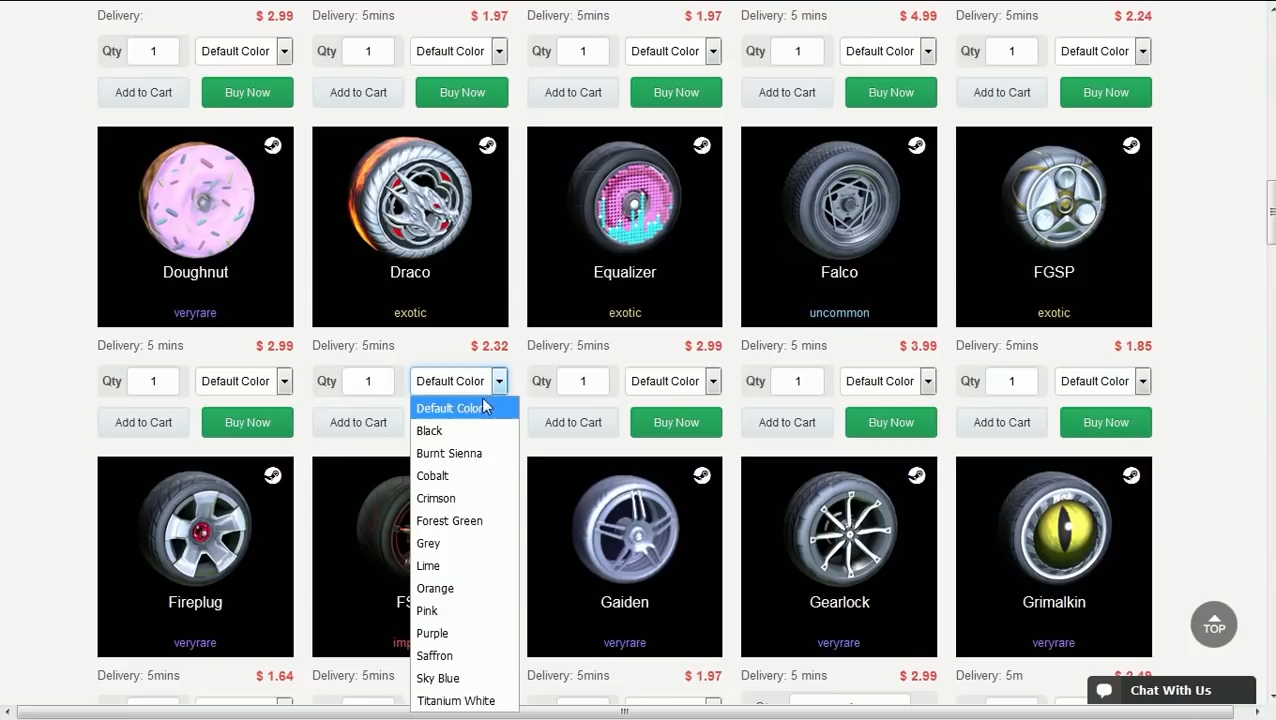 Delivery: $ 2.99 Delivery: 5mins $ 1.97 Delivery: 5mins $ 1.97 Delivery: 5 mins $ 4.99 Delivery: 5mins $ 2.24
Qty 1 Default Color Qty 1 Default Color Qty 1 Default Color Qty 1 Default Color Qty 1 Default Color
Add to Cart Buy Now Add to Cart Buy Now Add to Cart Buy Now Add to Cart Buy Now Add to Cart Buy Now
Doughnut Draco Equalizer Falco FGSP
veryrare exotic exotic uncommon exotic
Delivery: 5 mins $ 2.99 Delivery: 5mins $ 2.32 Delivery: 5mins $ 2.99 Delivery: 5 mins $ 3.99 Delivery: 5mins $ 1.85
Qty 1 Default Color Qty 1 Default Color Qty 1 Default Color Qty 1 Default Color Qty 1 Default Color
Add to Cart Buy Now Add to Cart Add to Cart Buy Now Add to Cart Buy Now Add to Cart Buy Now
Default Color
Black
Burnt Sienna
Cobalt
Crimson
Forest Green
Grey
Lime
Orange
Pink
Purple
Saffron
Sky Blue
Titanium White
Fireplug Gaiden Gearlock Grimalkin
veryrare veryrare veryrare veryrare
Delivery: 5mins $ 1.64 Delivery: 5mins Delivery: 5mins $ 1.97 Delivery: 5mins $ 2.99 Delivery: 5m
TOP
Chat With Us